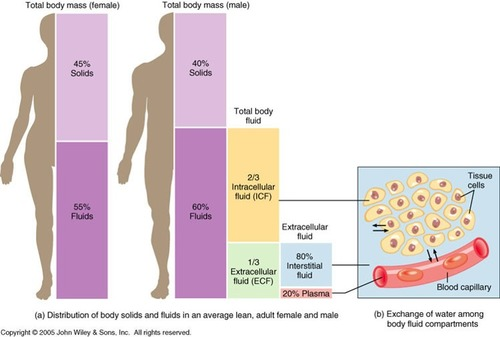 Total body mass (female)
Total body mass (male)
45%
Solids
40%
Solids
Total body
fluid
2/3
Intracellular
fluid (ICF)
Tissue
cells
55%
Fluids
60%
Fluids
Extracellular
fluid
1/3
Extracellular
fluid (ECF)
80%
Interstitial
fluid
20% Plasma
Blood capillary
(a) Distribution of body solids and fluids in an average lean, adult female and male
(b) Exchange of water among
body fluid compartments
Copyright © 2005 John Wiley & Sons, Inc. All rights reserved.